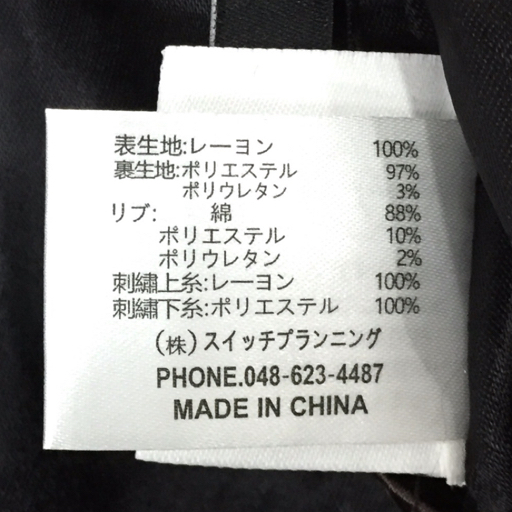 表生地:レーヨン 100%
裏生地:ポリエステル 97%
ポリウレタン 3%
リブ: 綿 88%
ポリエステル 10%
ポリウレタン 2%
刺繍上糸:レーヨン 100%
刺繍下糸:ポリエステル 100%
(株)スイッチプランニング
PHONE.048-623-4487
MADE IN CHINA